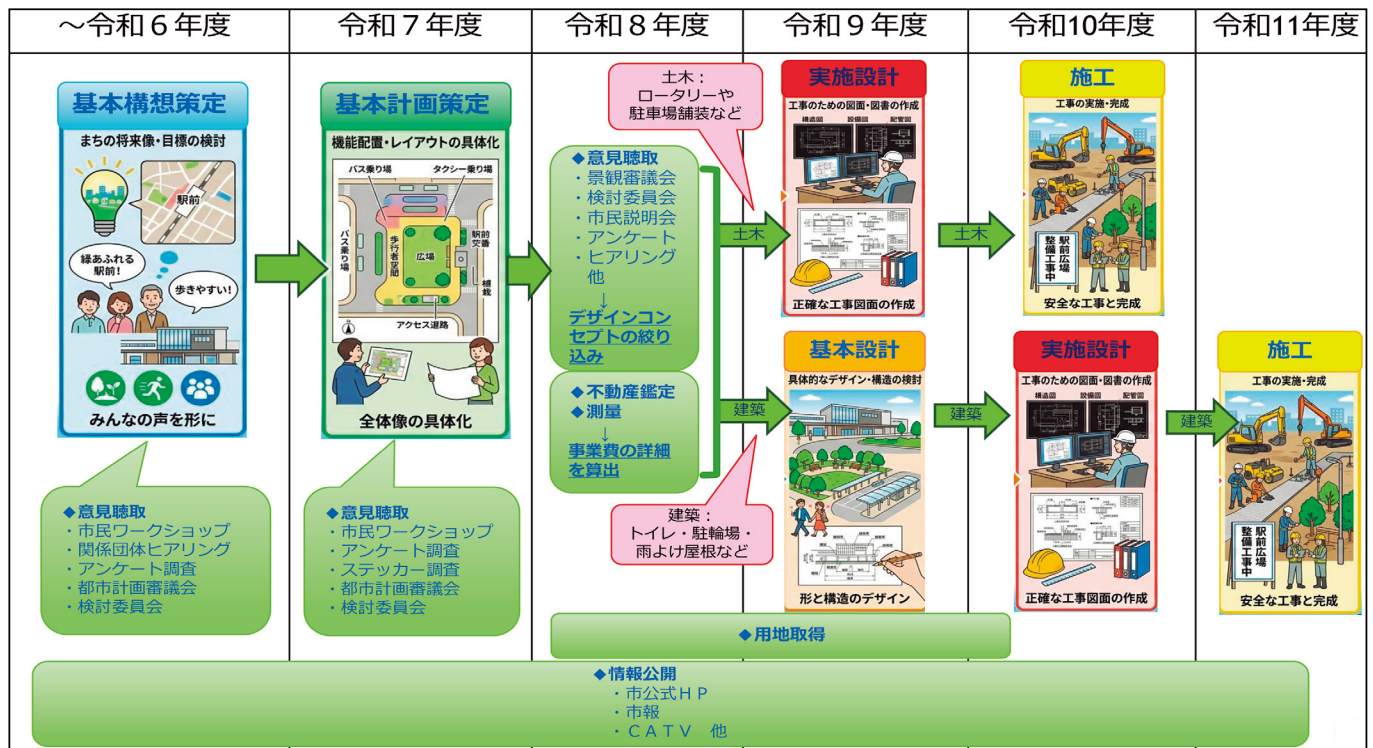 ～令和６年度
令和７年度
令和８年度
令和９年度
令和10年度
令和11年度
基本構想策定
まちの将来像・目標の検討
駅前
緑あふれる
駅前！
歩きやすい！
みんなの声を形に
◆意見聴取
・市民ワークショップ
・関係団体ヒアリング
・アンケート調査
・都市計画審議会
・検討委員会
基本計画策定
機能配置・レイアウトの具体化
バス乗り場
タクシー乗り場
バス乗り場
歩行者空間
広場
植栽
アクセス道路
全体像の具体化
◆意見聴取
・市民ワークショップ
・アンケート調査
・ステッカー調査
・都市計画審議会
・検討委員会
◆意見聴取
・景観審議会
・検討委員会
・市民説明会
・アンケート
・ヒアリング
他
↓
デザインコン
セプトの絞り
込み
◆不動産鑑定
◆測量
↓
事業費の詳細
を算出
土木：
ロータリーや
駐車場舗装など
土木
建築
建築：
トイレ・駐輪場・
雨よけ屋根など
実施設計
工事のための図面・図書の作成
構造図
設備図
配管図
正確な工事図面の作成
土木
施工
工事の実施・完成
駅前広場
整備工事中
安全な工事と完成
基本設計
具体的なデザイン・構造の検討
形と構造のデザイン
建築
実施設計
工事のための図面・図書の作成
構造図
設備図
配管図
正確な工事図面の作成
建築
施工
工事の実施・完成
駅前広場
整備工事中
安全な工事と完成
◆用地取得
◆情報公開
・市公式ＨＰ
・市報
・ＣＡＴＶ　他